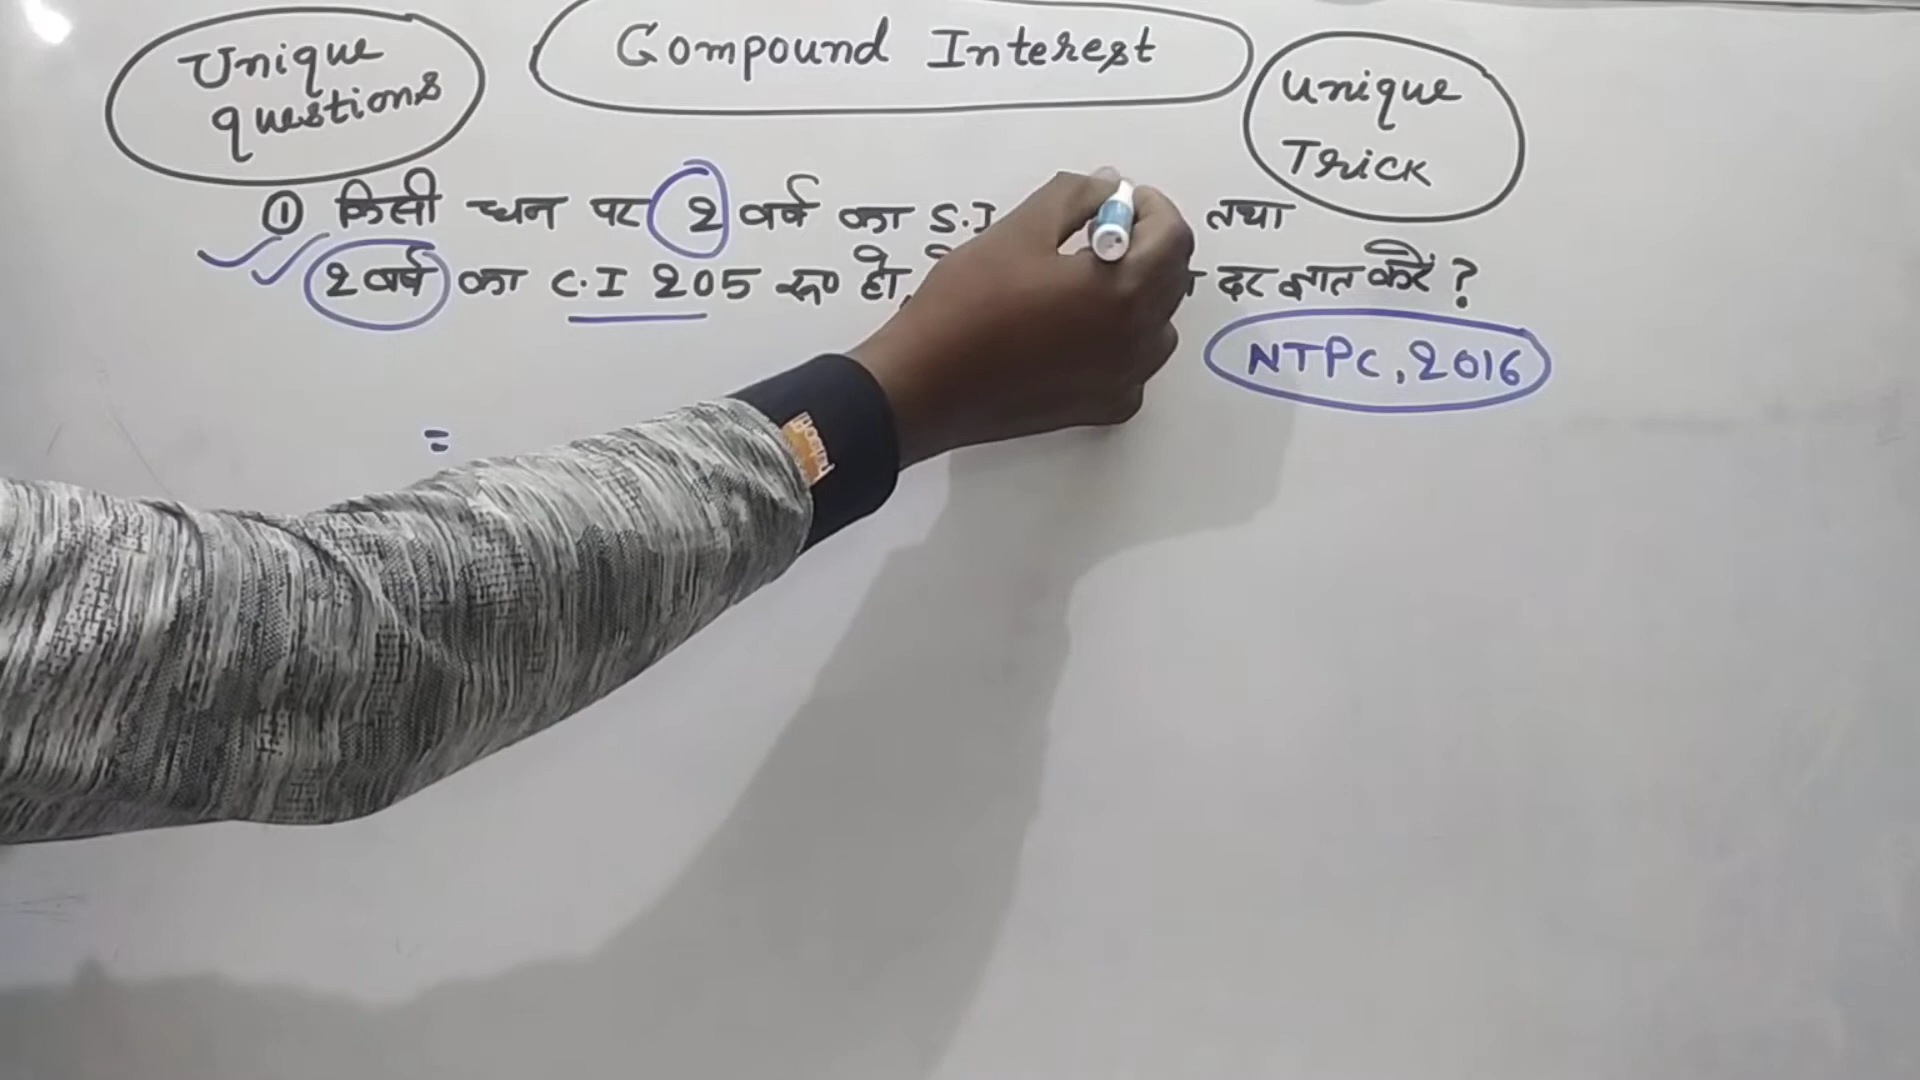 Unique
questions
Compound Interest
Unique
Trick
① किसी धन पर 2 वर्ष का S.I तथा
2 वर्ष का C.I 205 रू० हो, दर ज्ञात करें ?
NTPC, 2016
=